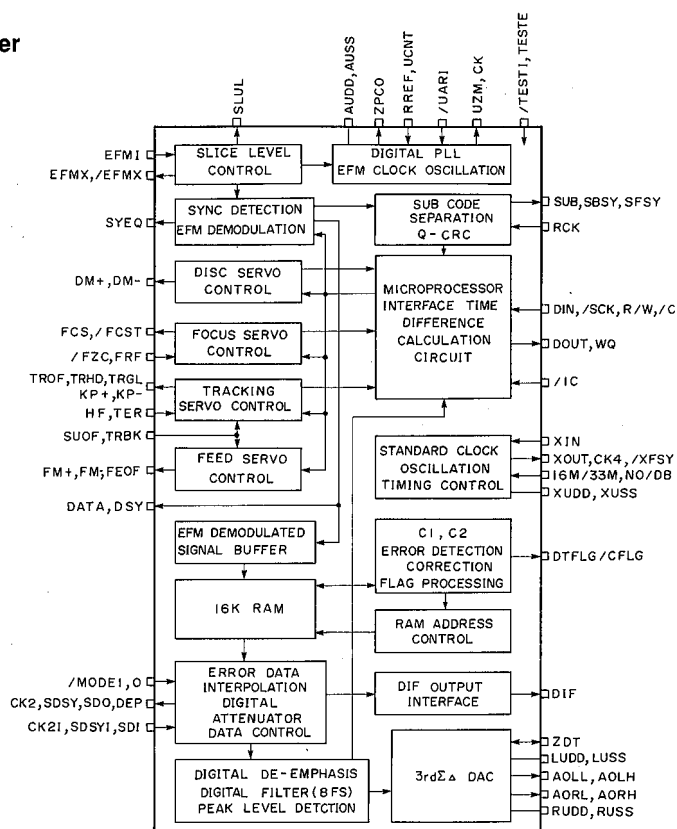 er
SLUL
AUDD,AUSS
ZPCO
RREF,UCNT
/UARI
UZM,CK
/TEST1,TESTE
EFMI
EFMX,/EFMX
SLICE LEVEL
CONTROL
DIGITAL PLL
EFM CLOCK OSCILLATION
SYEQ
SYNC DETECTION
EFM DEMODULATION
SUB CODE
SEPARATION
Q-CRC
SUB,SBSY,SFSY
RCK
DM+,DM-
DISC SERVO
CONTROL
MICROPROCESSOR
INTERFACE TIME
DIFFERENCE
CALCULATION
CIRCUIT
DIN,/SCK,R/W,/C
DOUT,WQ
/IC
FCS,/FCST
/FZC,FRF
FOCUS SERVO
CONTROL
TROF,TRHD,TRGL
KP+,KP-
HF,TER
TRACKING
SERVO CONTROL
SUOF,TRBK
FM+,FM-,FEOF
FEED SERVO
CONTROL
STANDARD CLOCK
OSCILLATION
TIMING CONTROL
XIN
XOUT,CK4,/XFSY
16M/33M,NO/DB
XUDD,XUSS
DATA,DSY
EFM DEMODULATED
SIGNAL BUFFER
C1,C2
ERROR DETECTION
CORRECTION
FLAG PROCESSING
DTFLG/CFLG
16K RAM
RAM ADDRESS
CONTROL
/MODE1,0
CK2,SDSY,SDO,DEP
CK2I,SDSYI,SDI
ERROR DATA
INTERPOLATION
DIGITAL
ATTENUATOR
DATA CONTROL
DIF OUTPUT
INTERFACE
DIF
DIGITAL DE-EMPHASIS
DIGITAL FILTER(8FS)
PEAK LEVEL DETCTION
3rdΣΔ DAC
ZDT
LUDD,LUSS
AOLL,AOLH
AORL,AORH
RUDD,RUSS